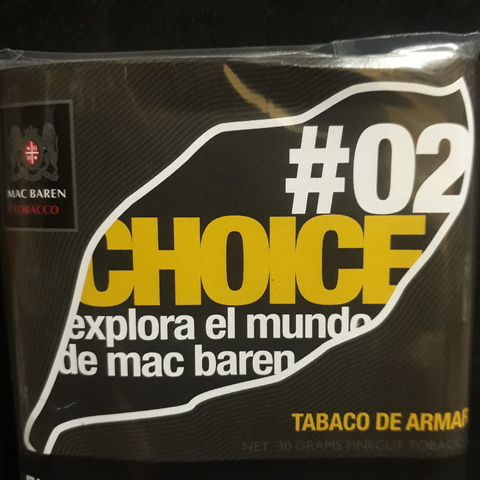 MAC BAREN
TOBACCO
#02
CHOICE
explora el mundo
de mac baren
TABACO DE ARMAR
NET. 30 GRAMS FINECUT TOBACCO